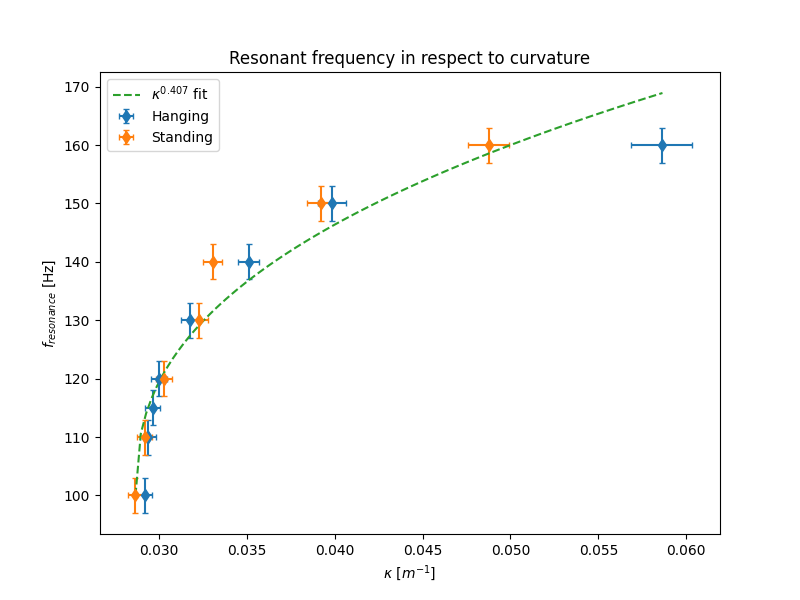 Resonant frequency in respect to curvature
κ^0.407 fit
Hanging
Standing
170
160
150
140
130
120
110
100
f_resonance [Hz]
0.030 0.035 0.040 0.045 0.050 0.055 0.060
κ [m⁻¹]